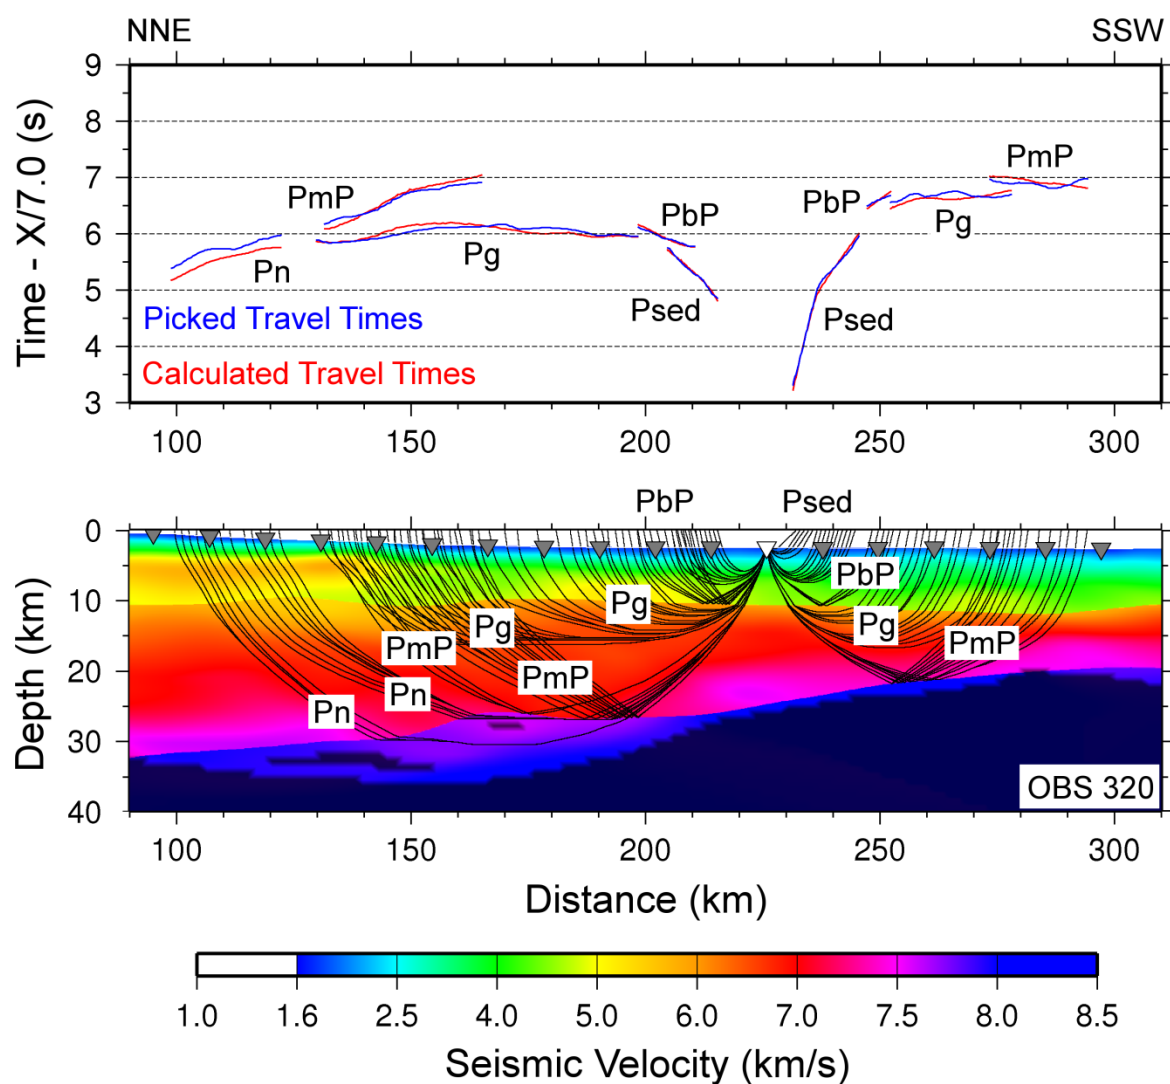 NNE SSW
9
8
7
6
5
4
3
Time - X/7.0 (s)
PmP
PmP
PbP
PbP
Pg
Pg
Pn
Psed
Psed
Picked Travel Times
Calculated Travel Times
100 150 200 250 300
PbP Psed
0
10
20
30
40
Depth (km)
PbP
Pg
Pg
Pg
PmP
PmP
PmP
Pn
Pn
OBS 320
100 150 200 250 300
Distance (km)
1.0 1.6 2.5 4.0 5.0 6.0 7.0 7.5 8.0 8.5
Seismic Velocity (km/s)